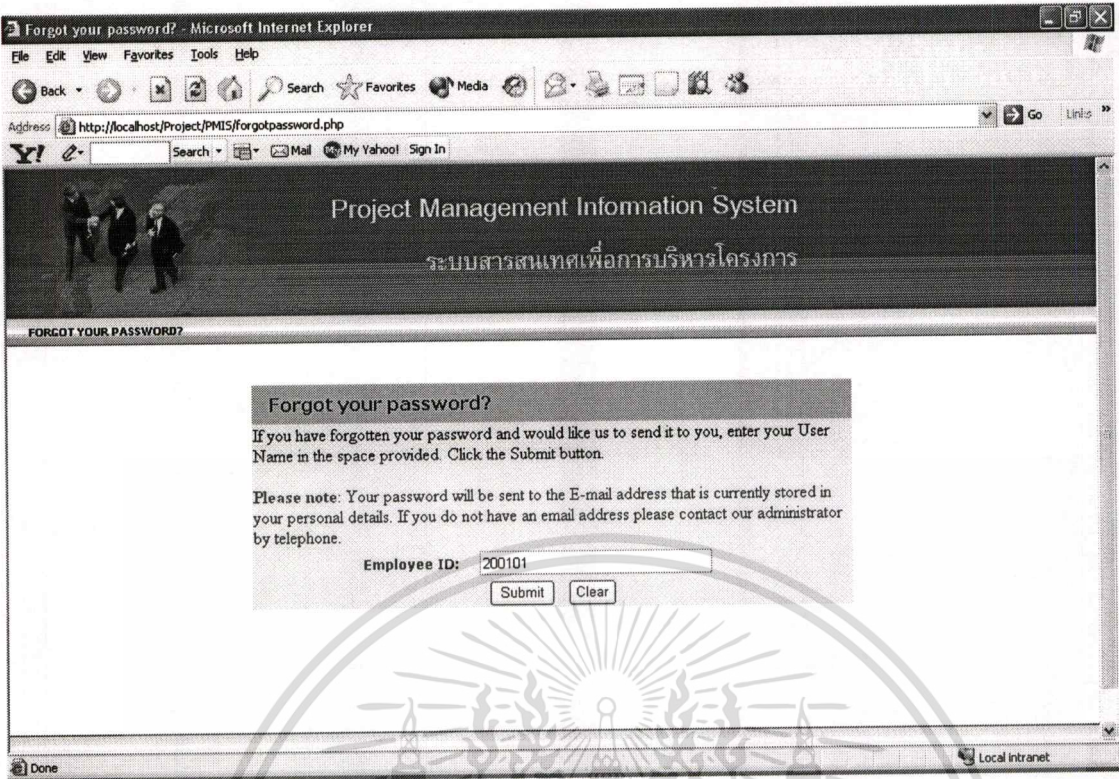 Forgot your password? - Microsoft Internet Explorer
File Edit View Favorites Tools Help
Back Search Favorites Media
Address http://localhost/Project/PMIS/forgotpassword.php Go Links »
Y! Search Mail My Yahoo! Sign In
Project Management Information System
ระบบสารสนเทศเพื่อการบริหารโครงการ
FORGOT YOUR PASSWORD?
Forgot your password?
If you have forgotten your password and would like us to send it to you, enter your User
Name in the space provided. Click the Submit button.
Please note: Your password will be sent to the E-mail address that is currently stored in
your personal details. If you do not have an email address please contact our administrator
by telephone.
Employee ID: 200101
Submit Clear
Done Local intranet